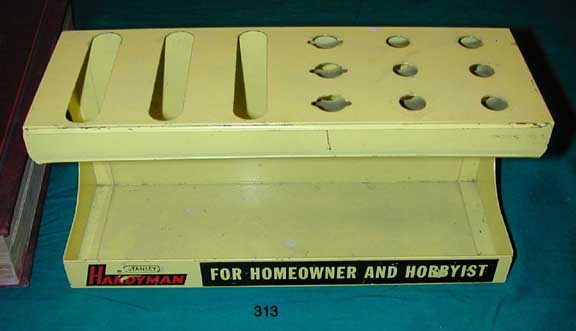 STANLEY
HANDYMAN
FOR HOMEOWNER AND HOBBYIST
313